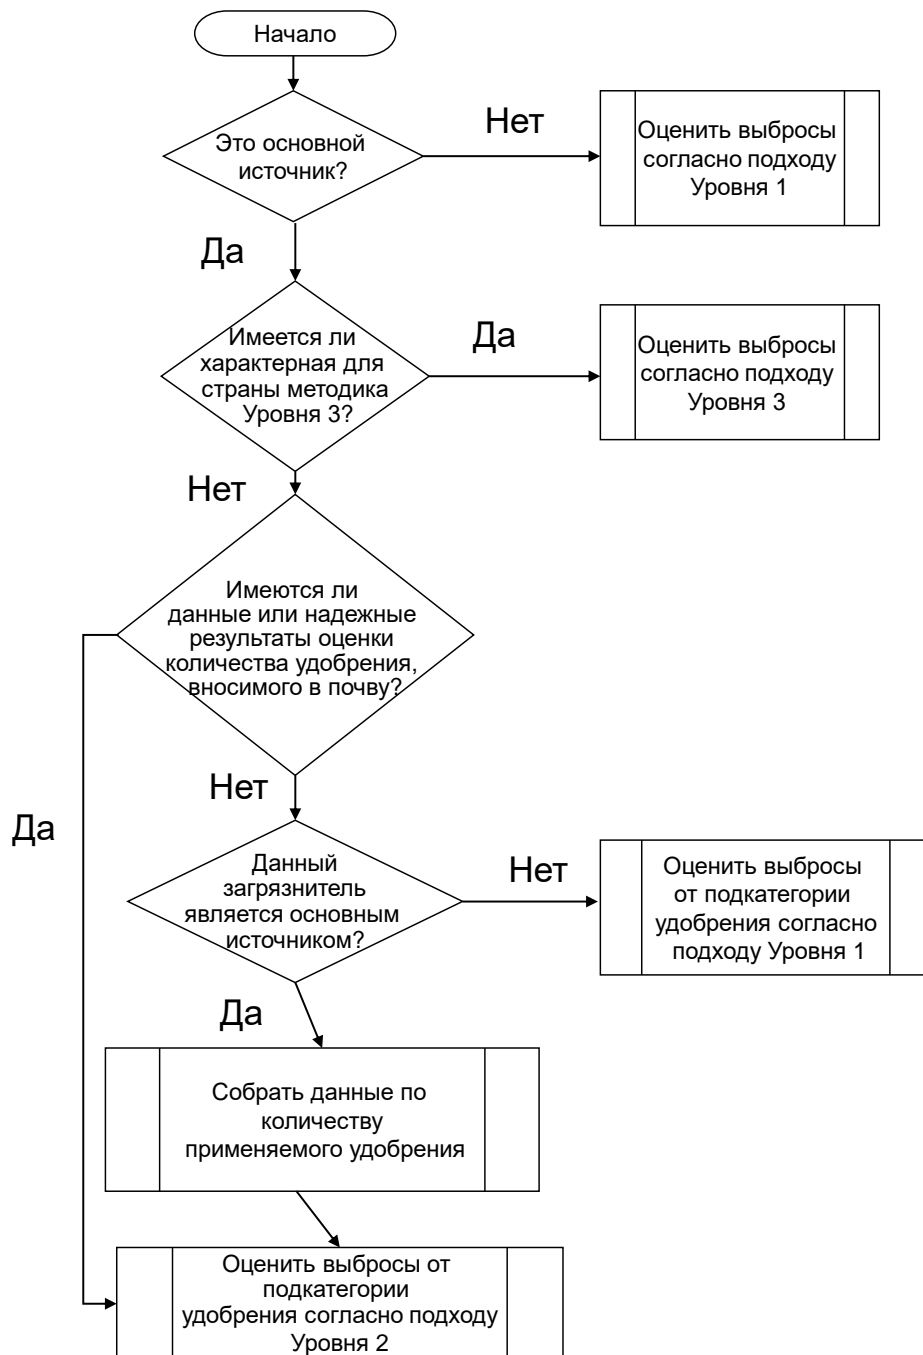 Начало
Это основной
источник?
Нет
Оценить выбросы
согласно подходу
Уровня 1
Да
Имеется ли
характерная для
страны методика
Уровня 3?
Да
Оценить выбросы
согласно подходу
Уровня 3
Нет
Имеются ли
данные или надежные
результаты оценки
количества удобрения,
вносимого в почву?
Да
Нет
Данный
загрязнитель
является основным
источником?
Нет
Оценить выбросы
от подкатегории
удобрения согласно
подходу Уровня 1
Да
Собрать данные по
количеству
применяемого удобрения
Оценить выбросы от
подкатегории
удобрения согласно подходу
Уровня 2